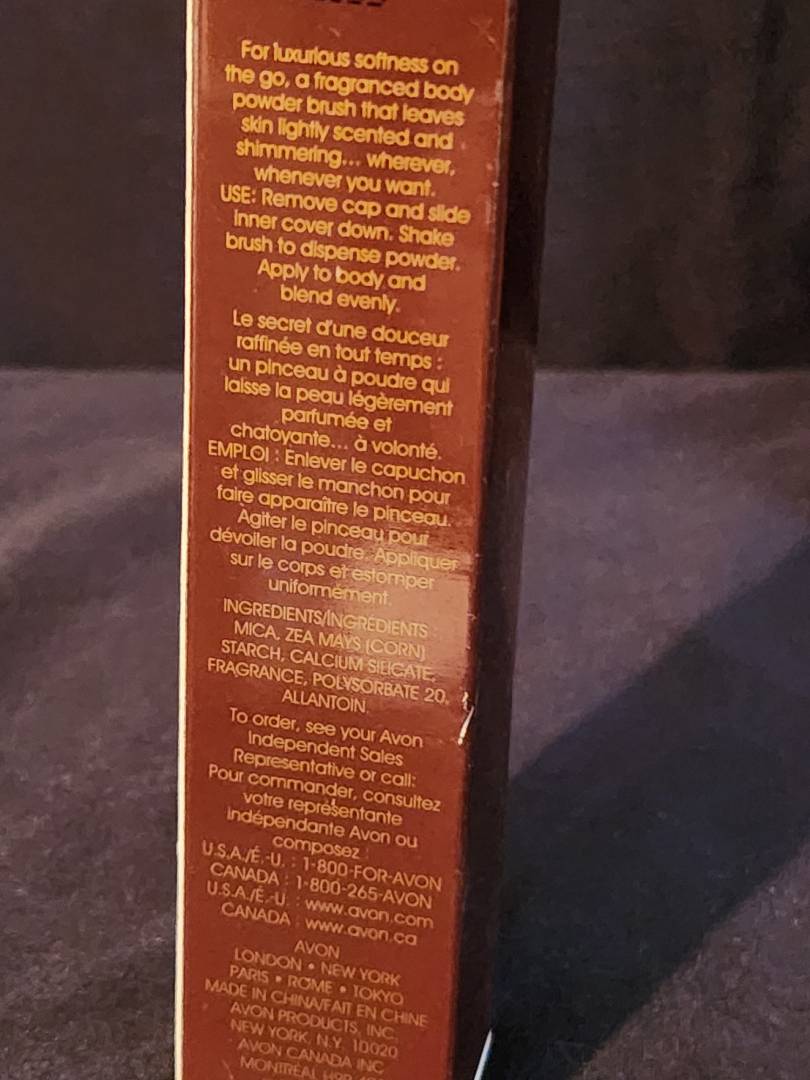 For luxurious softness on
the go, a fragranced body
powder brush that leaves
skin lightly scented and
shimmering... wherever,
whenever you want.
USE: Remove cap and slide
inner cover down. Shake
brush to dispense powder.
Apply to body and
blend evenly.
Le secret d'une douceur
raffinée en tout temps :
un pinceau à poudre qui
laisse la peau légèrement
parfumée et
chatoyante... à volonté.
EMPLOI : Enlever le capuchon
et glisser le manchon pour
faire apparaître le pinceau.
Agiter le pinceau pour
dévoiler la poudre. Appliquer
sur le corps et estomper
uniformément.
INGREDIENTS/INGRÉDIENTS :
MICA, ZEA MAYS (CORN)
STARCH, CALCIUM SILICATE,
FRAGRANCE, POLYSORBATE 20,
ALLANTOIN.
To order, see your Avon
Independent Sales
Representative or call:
Pour commander, consultez
votre représentante
indépendante Avon ou
composez :
U.S.A./É.-U. : 1-800-FOR-AVON
CANADA : 1-800-265-AVON
U.S.A./É.-U. : www.avon.com
CANADA : www.avon.ca
AVON
LONDON • NEW YORK
PARIS • ROME • TOKYO
MADE IN CHINA/FAIT EN CHINE
AVON PRODUCTS, INC.
NEW YORK, N.Y. 10020
AVON CANADA INC
MONTRÉAL